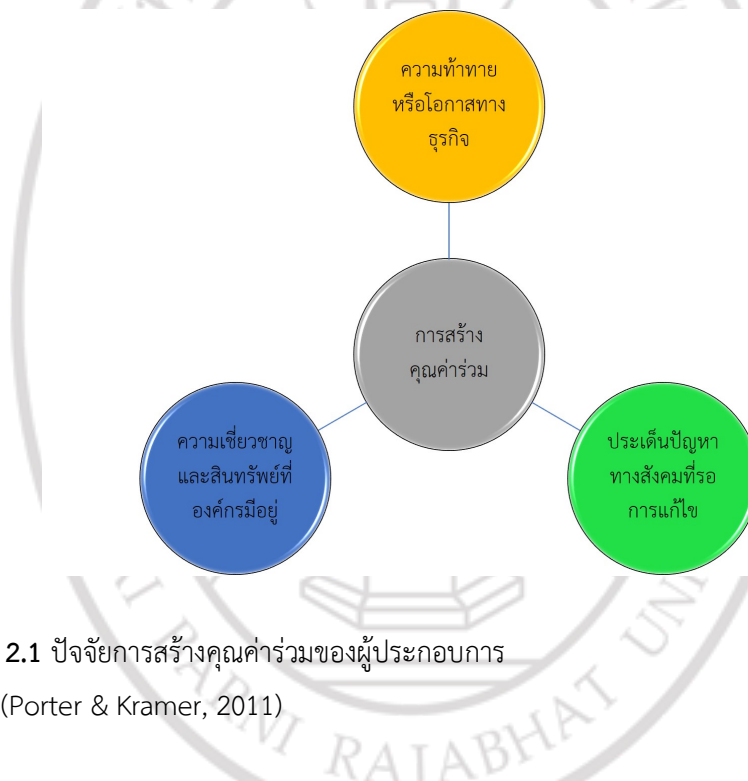 ความท้าทาย
หรือโอกาสทาง
ธุรกิจ
การสร้าง
คุณค่าร่วม
ความเชี่ยวชาญ
และสินทรัพย์ที่
องค์กรมีอยู่
ประเด็นปัญหา
ทางสังคมที่รอ
การแก้ไข
2.1 ปัจจัยการสร้างคุณค่าร่วมของผู้ประกอบการ
(Porter & Kramer, 2011)
RAJABHAT